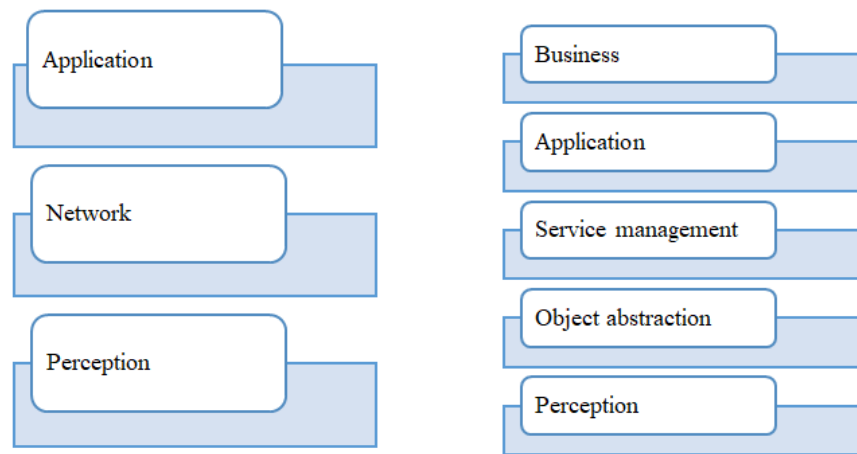 Application
Network
Perception
Business
Application
Service management
Object abstraction
Perception